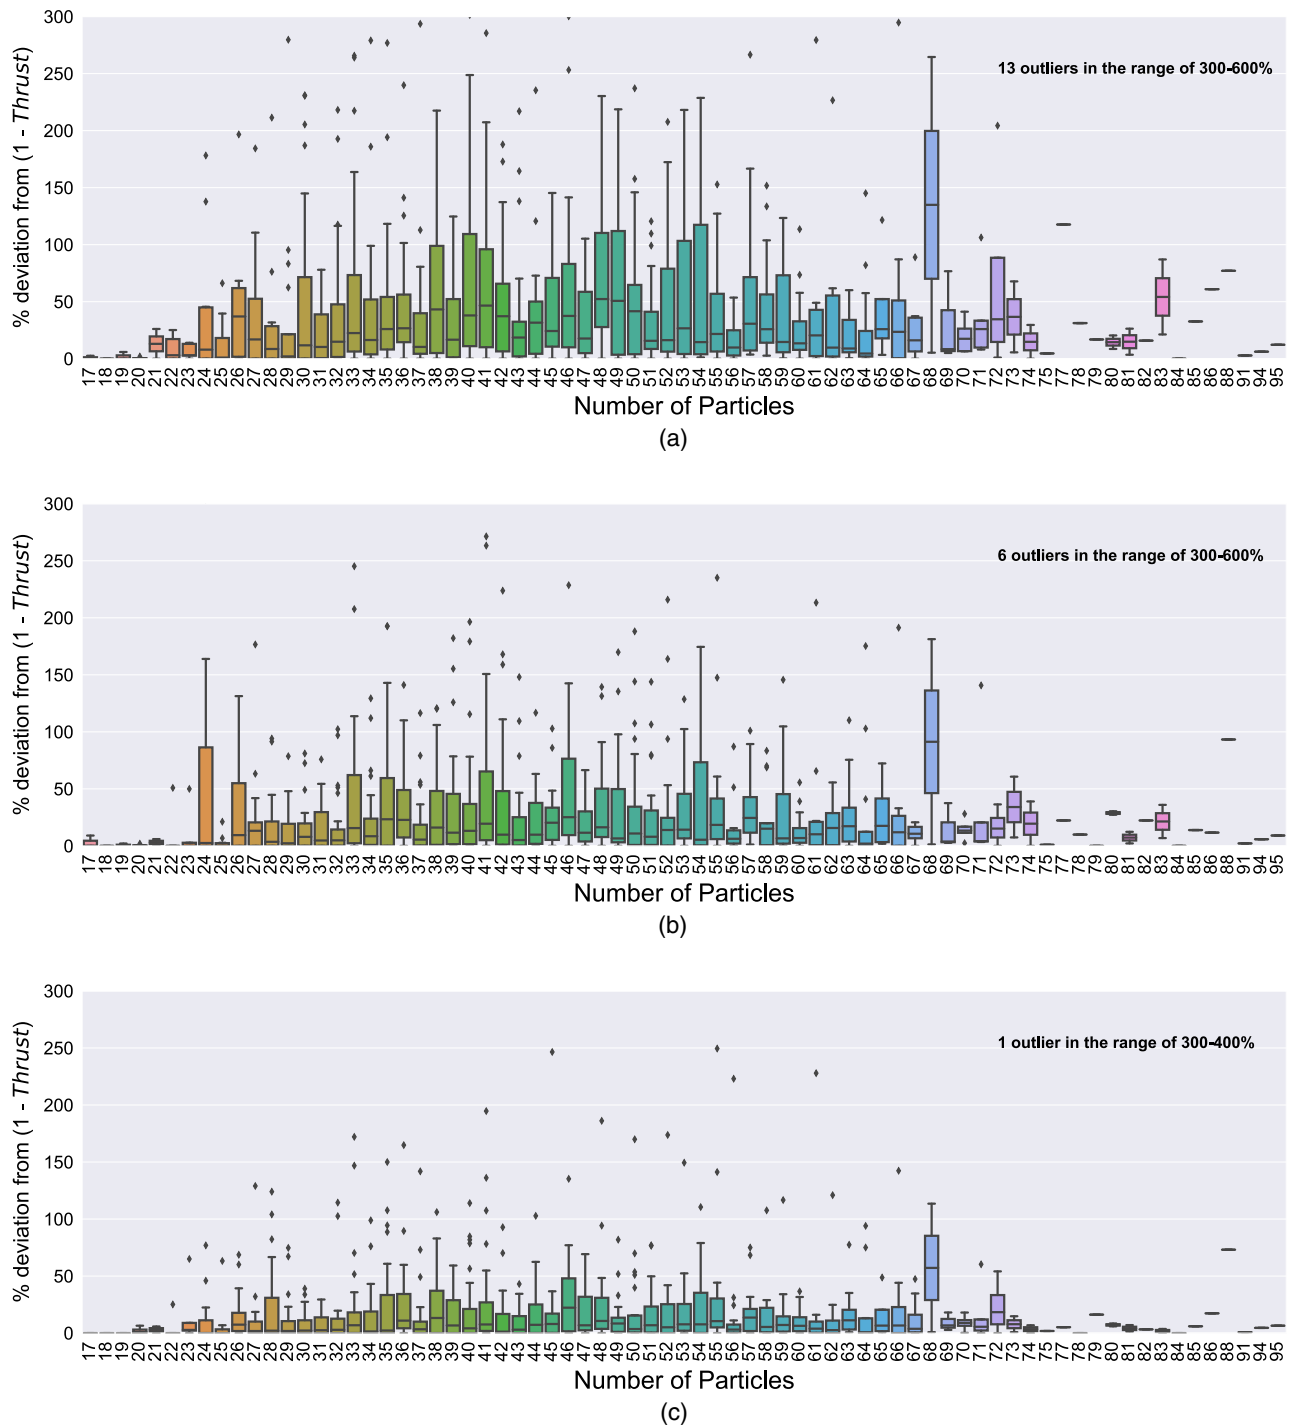 300
250
200
150
100
50
0
% deviation from (1 - Thrust)
13 outliers in the range of 300-600%
17 18 19 20 21 22 23 24 25 26 27 28 29 30 31 32 33 34 35 36 37 38 39 40 41 42 43 44 45 46 47 48 49 50 51 52 53 54 55 56 57 58 59 60 61 62 63 64 65 66 67 68 69 70 71 72 73 74 75 77 78 79 80 81 82 83 84 85 86 88 91 94 95
Number of Particles
(a)
300
250
200
150
100
50
0
% deviation from (1 - Thrust)
6 outliers in the range of 300-600%
17 18 19 20 21 22 23 24 25 26 27 28 29 30 31 32 33 34 35 36 37 38 39 40 41 42 43 44 45 46 47 48 49 50 51 52 53 54 55 56 57 58 59 60 61 62 63 64 65 66 67 68 69 70 71 72 73 74 75 77 78 79 80 81 82 83 84 85 86 88 91 94 95
Number of Particles
(b)
300
250
200
150
100
50
0
% deviation from (1 - Thrust)
1 outlier in the range of 300-400%
17 18 19 20 21 22 23 24 25 26 27 28 29 30 31 32 33 34 35 36 37 38 39 40 41 42 43 44 45 46 47 48 49 50 51 52 53 54 55 56 57 58 59 60 61 62 63 64 65 66 67 68 69 70 71 72 73 74 75 77 78 79 80 81 82 83 84 85 86 88 91 94 95
Number of Particles
(c)